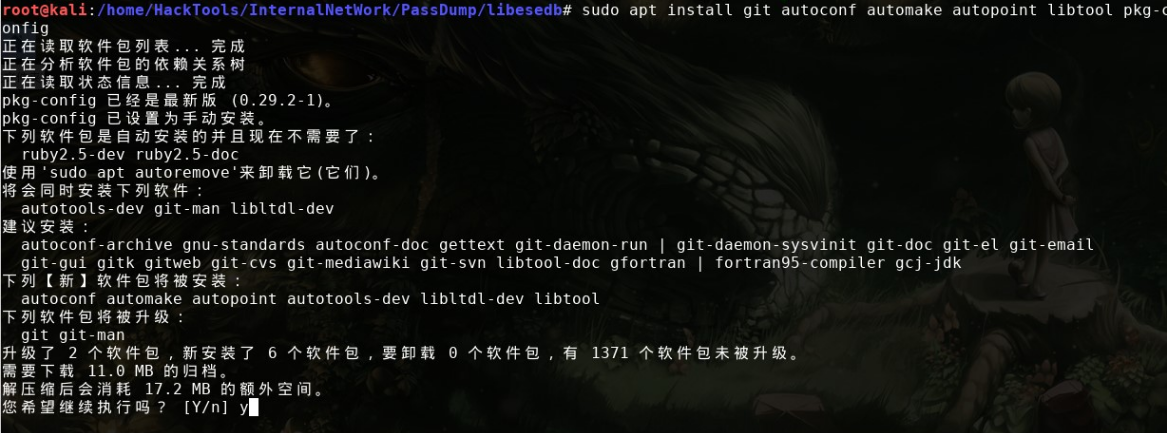 root@kali:/home/HackTools/InternalNetWork/PassDump/libesedb# sudo apt install git autoconf automake autopoint libtool pkg-c
onfig
正在读取软件包列表... 完成
正在分析软件包的依赖关系树
正在读取状态信息... 完成
pkg-config 已经是最新版 (0.29.2-1)。
pkg-config 已设置为手动安装。
下列软件包是自动安装的并且现在不需要了：
  ruby2.5-dev ruby2.5-doc
使用'sudo apt autoremove'来卸载它(它们)。
将会同时安装下列软件：
  autotools-dev git-man libltdl-dev
建议安装：
  autoconf-archive gnu-standards autoconf-doc gettext git-daemon-run | git-daemon-sysvinit git-doc git-el git-email
  git-gui gitk gitweb git-cvs git-mediawiki git-svn libtool-doc gfortran | fortran95-compiler gcj-jdk
下列【新】软件包将被安装：
  autoconf automake autopoint autotools-dev libltdl-dev libtool
下列软件包将被升级：
  git git-man
升级了 2 个软件包，新安装了 6 个软件包，要卸载 0 个软件包，有 1371 个软件包未被升级。
需要下载 11.0 MB 的归档。
解压缩后会消耗 17.2 MB 的额外空间。
您希望继续执行吗？ [Y/n] y